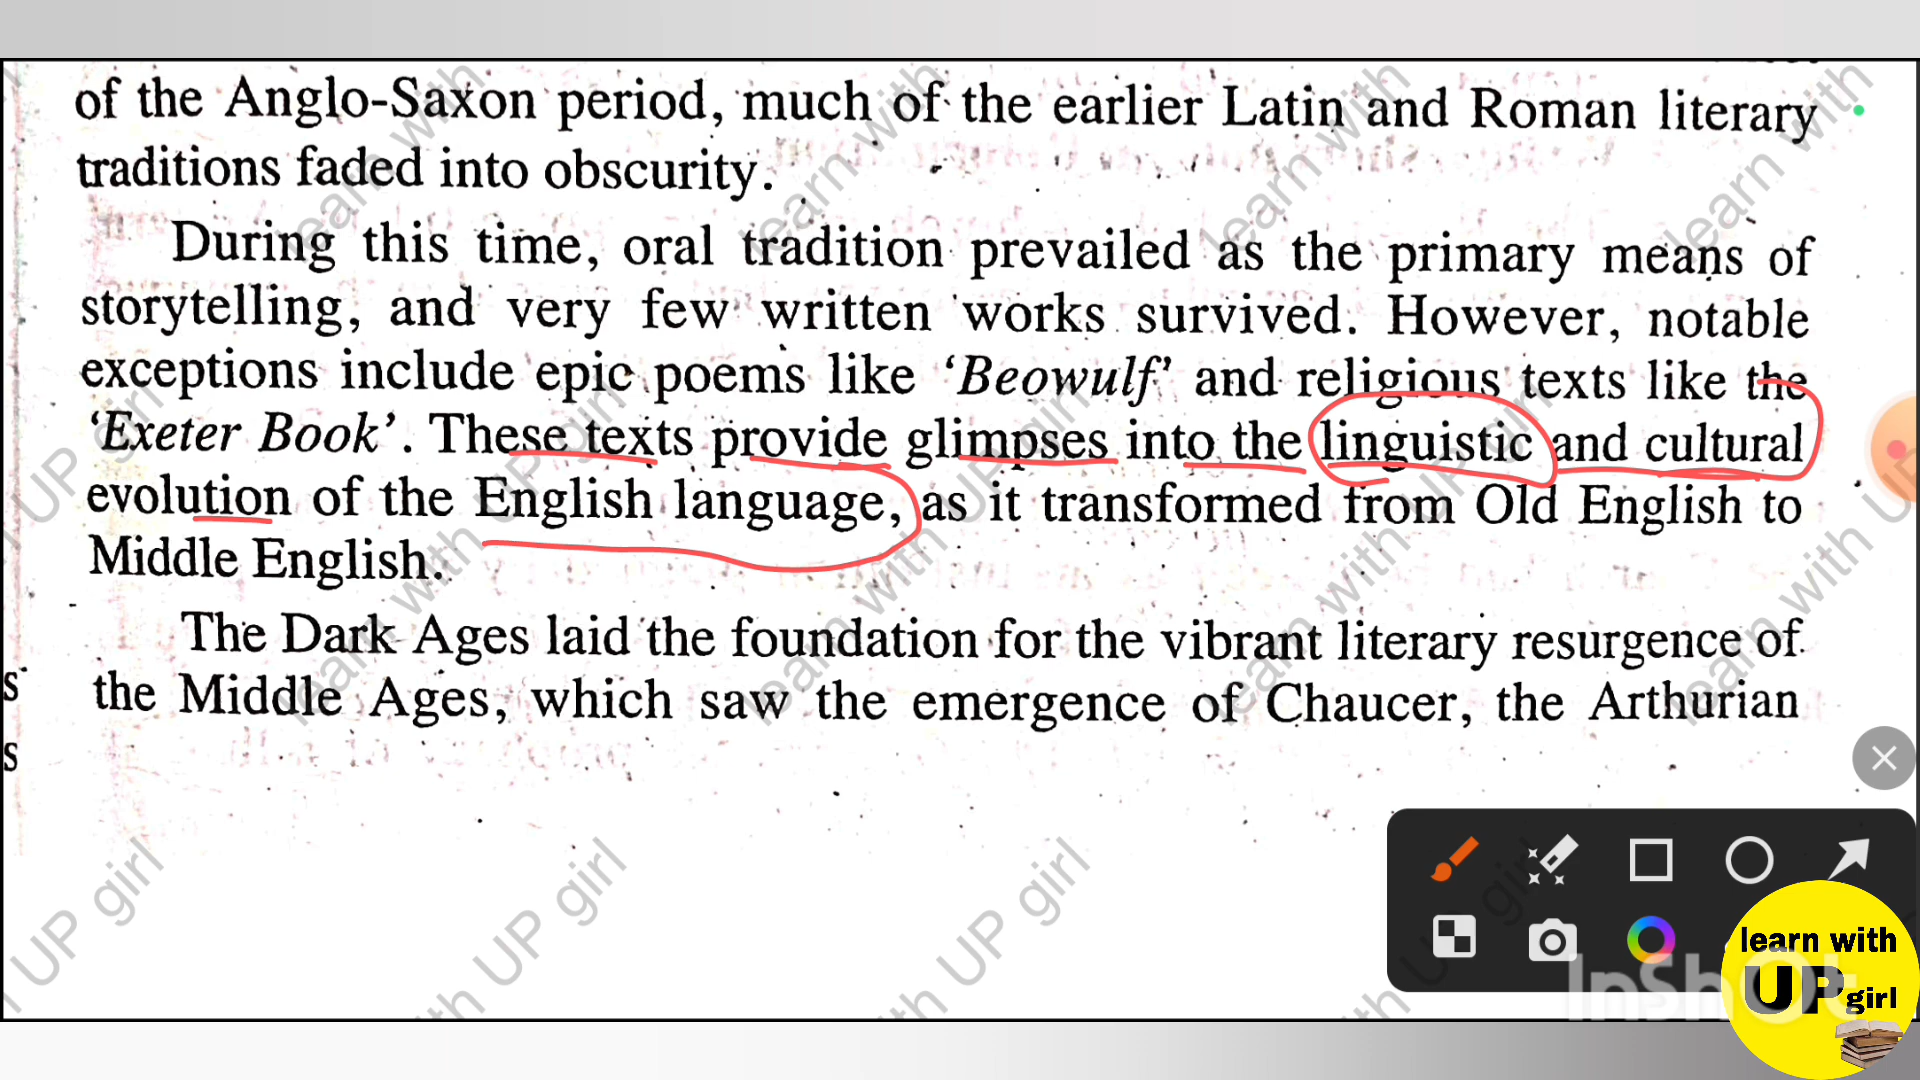 of the Anglo-Saxon period, much of the earlier Latin and Roman literary
traditions faded into obscurity.
During this time, oral tradition prevailed as the primary means of
storytelling, and very few written works survived. However, notable
exceptions include epic poems like 'Beowulf' and religious texts like the
'Exeter Book'. These texts provide glimpses into the linguistic and cultural
evolution of the English language, as it transformed from Old English to
Middle English.
The Dark Ages laid the foundation for the vibrant literary resurgence of
s the Middle Ages, which saw the emergence of Chaucer, the Arthurian
s
learn with
UP girl
InShOt
learn with UP girl